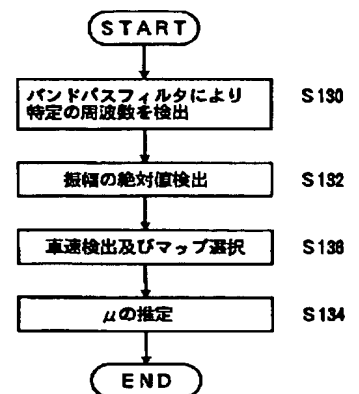 START
バンドパスフィルタにより
特定の周波数を検出
S130
振幅の絶対値検出
S132
車速検出及びマップ選択
S136
μの推定
S134
END